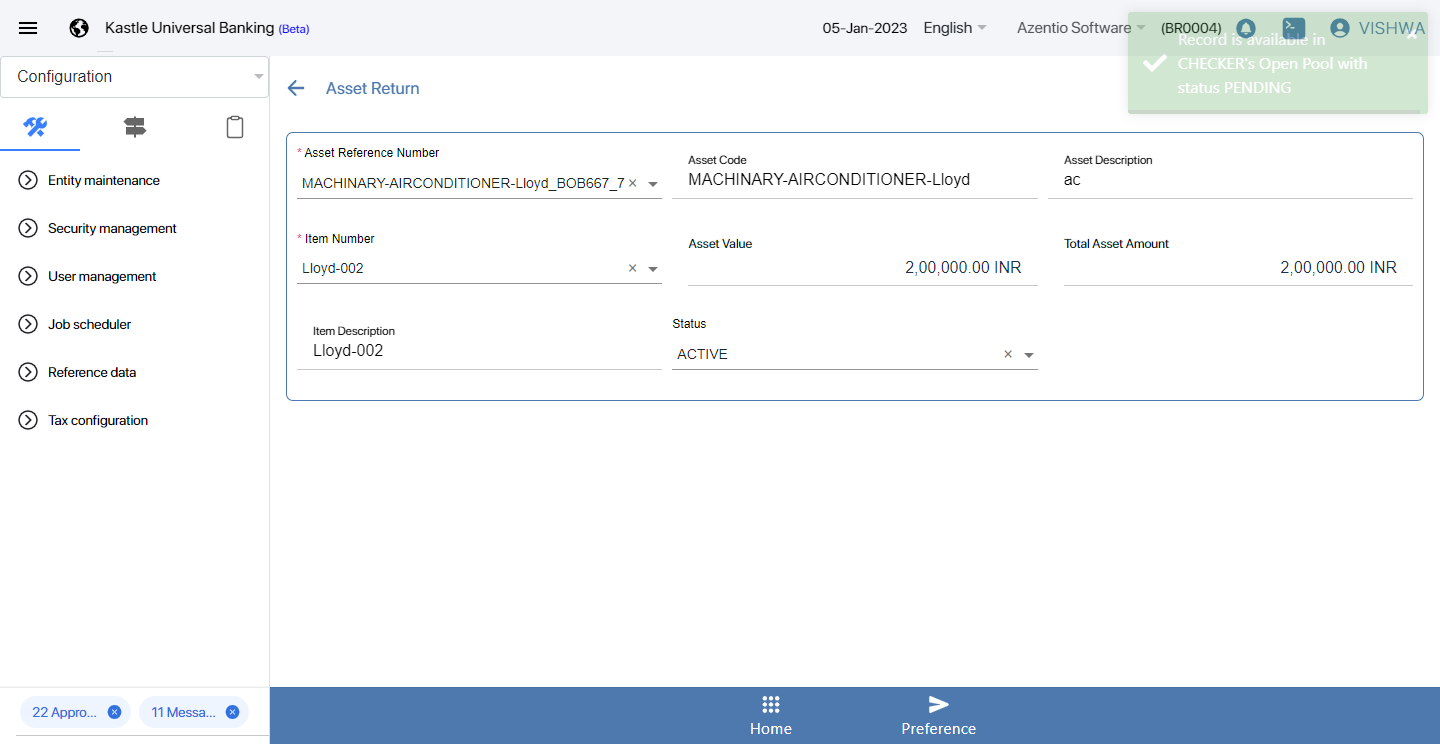 Kastle Universal Banking (Beta)
05-Jan-2023
English
Azentio Software
(BR0004)
VISHWA
Record is available in
CHECKER's Open Pool with
status PENDING
Configuration
Asset Return
Entity maintenance
Security management
User management
Job scheduler
Reference data
Tax configuration
* Asset Reference Number
MACHINARY-AIRCONDITIONER-Lloyd_BOB667_7
Asset Code
MACHINARY-AIRCONDITIONER-Lloyd
Asset Description
ac
* Item Number
Lloyd-002
Asset Value
2,00,000.00 INR
Total Asset Amount
2,00,000.00 INR
Item Description
Lloyd-002
Status
ACTIVE
22 Appro...
11 Messa...
Home
Preference